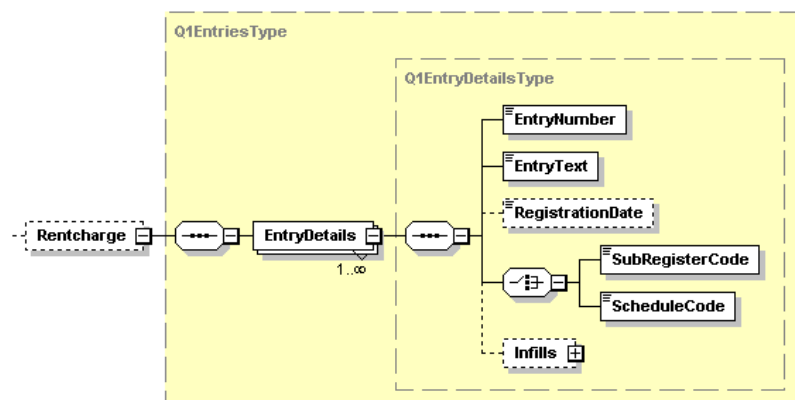 Q1EntriesType
Q1EntryDetailsType
EntryNumber
EntryText
RegistrationDate
Rentcharge
EntryDetails
1..∞
SubRegisterCode
ScheduleCode
Infills